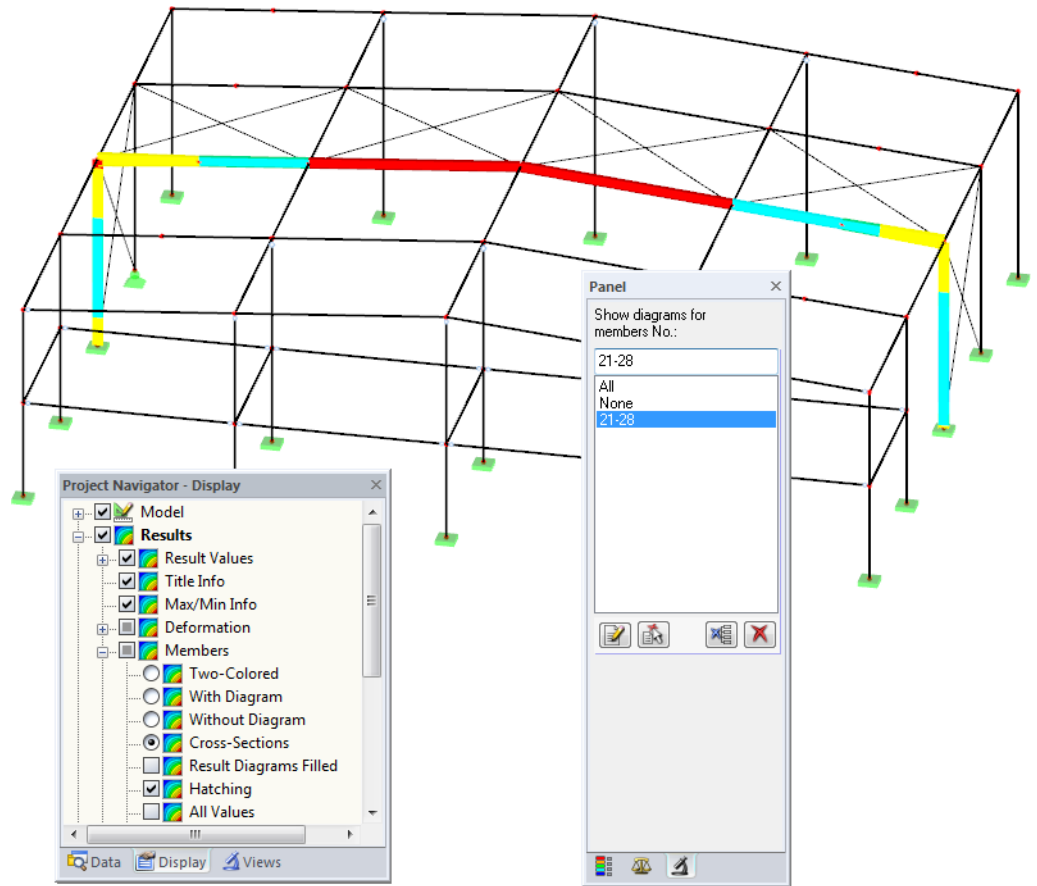 Panel
Show diagrams for
members No.:
21-28
All
None
21-28
Project Navigator - Display
Model
Results
Result Values
Title Info
Max/Min Info
Deformation
Members
Two-Colored
With Diagram
Without Diagram
Cross-Sections
Result Diagrams Filled
Hatching
All Values
Data Display Views